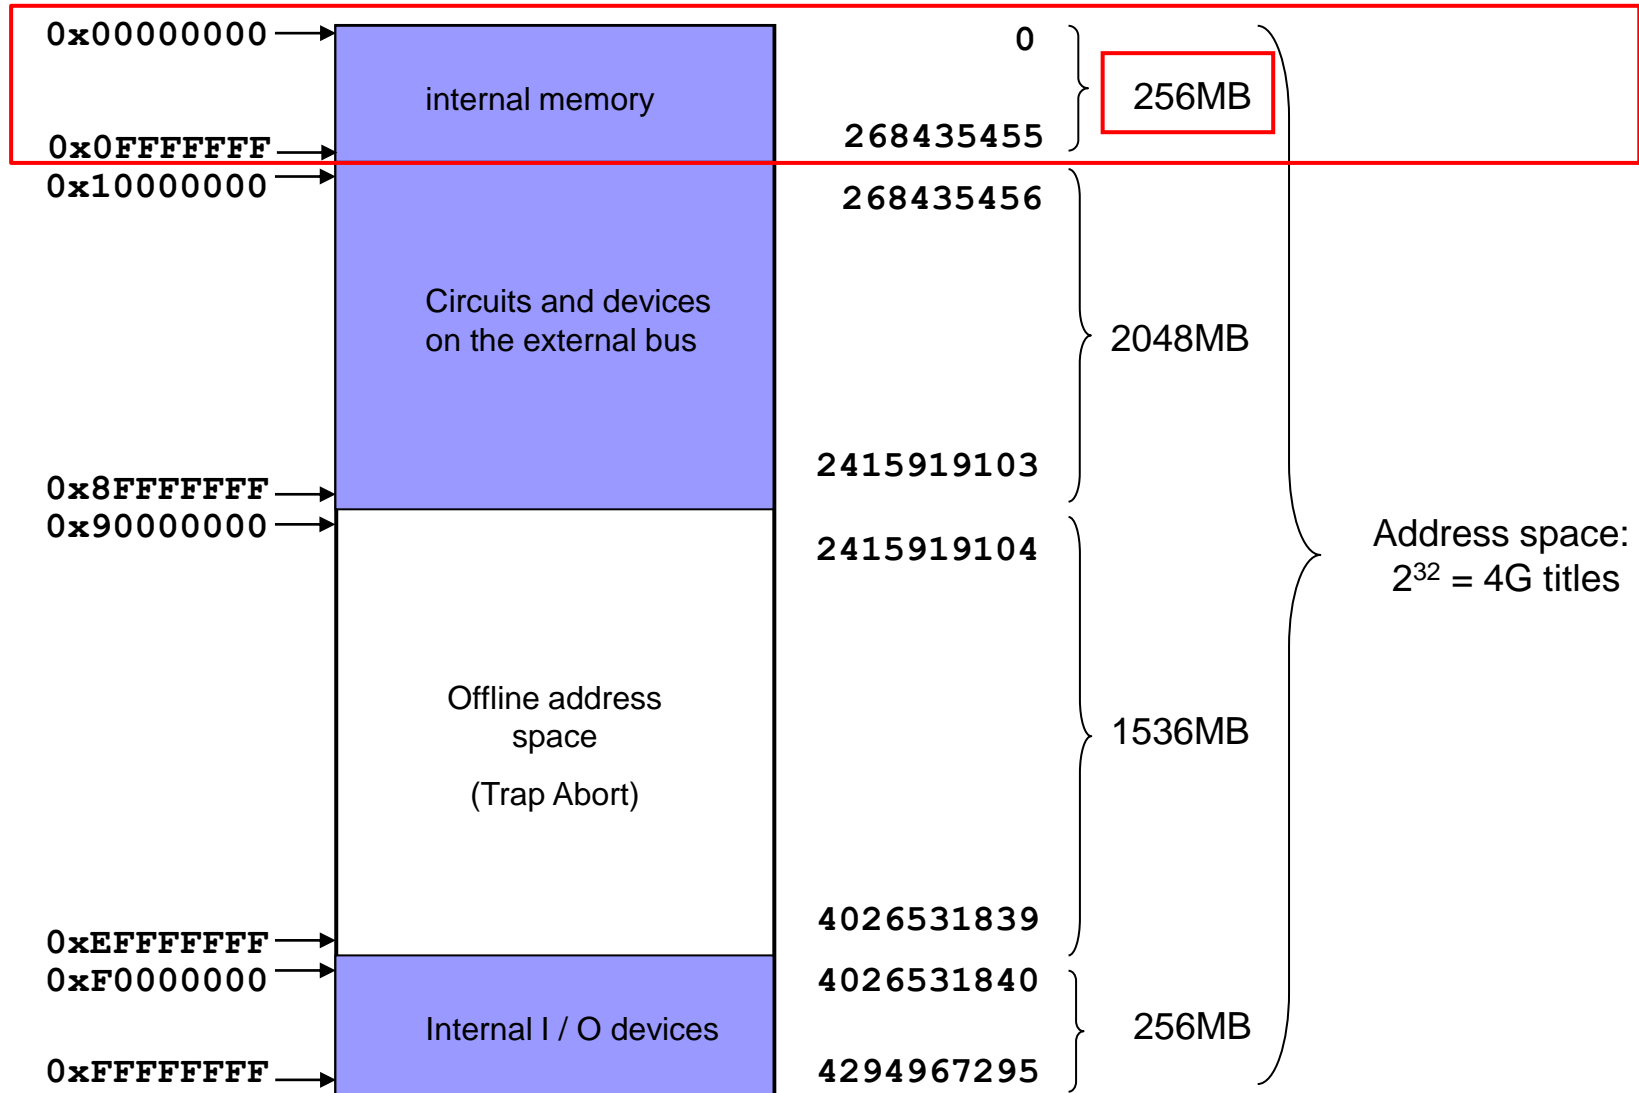 0x00000000
0
internal memory
256MB
0x0FFFFFFF
268435455
0x10000000
268435456
Circuits and devices
on the external bus
2048MB
2415919103
0x8FFFFFFF
0x90000000
2415919104
Address space:
2³² = 4G titles
Offline address
space
(Trap Abort)
1536MB
4026531839
0xEFFFFFFF
0xF0000000
4026531840
Internal I / O devices
256MB
0xFFFFFFFF
4294967295